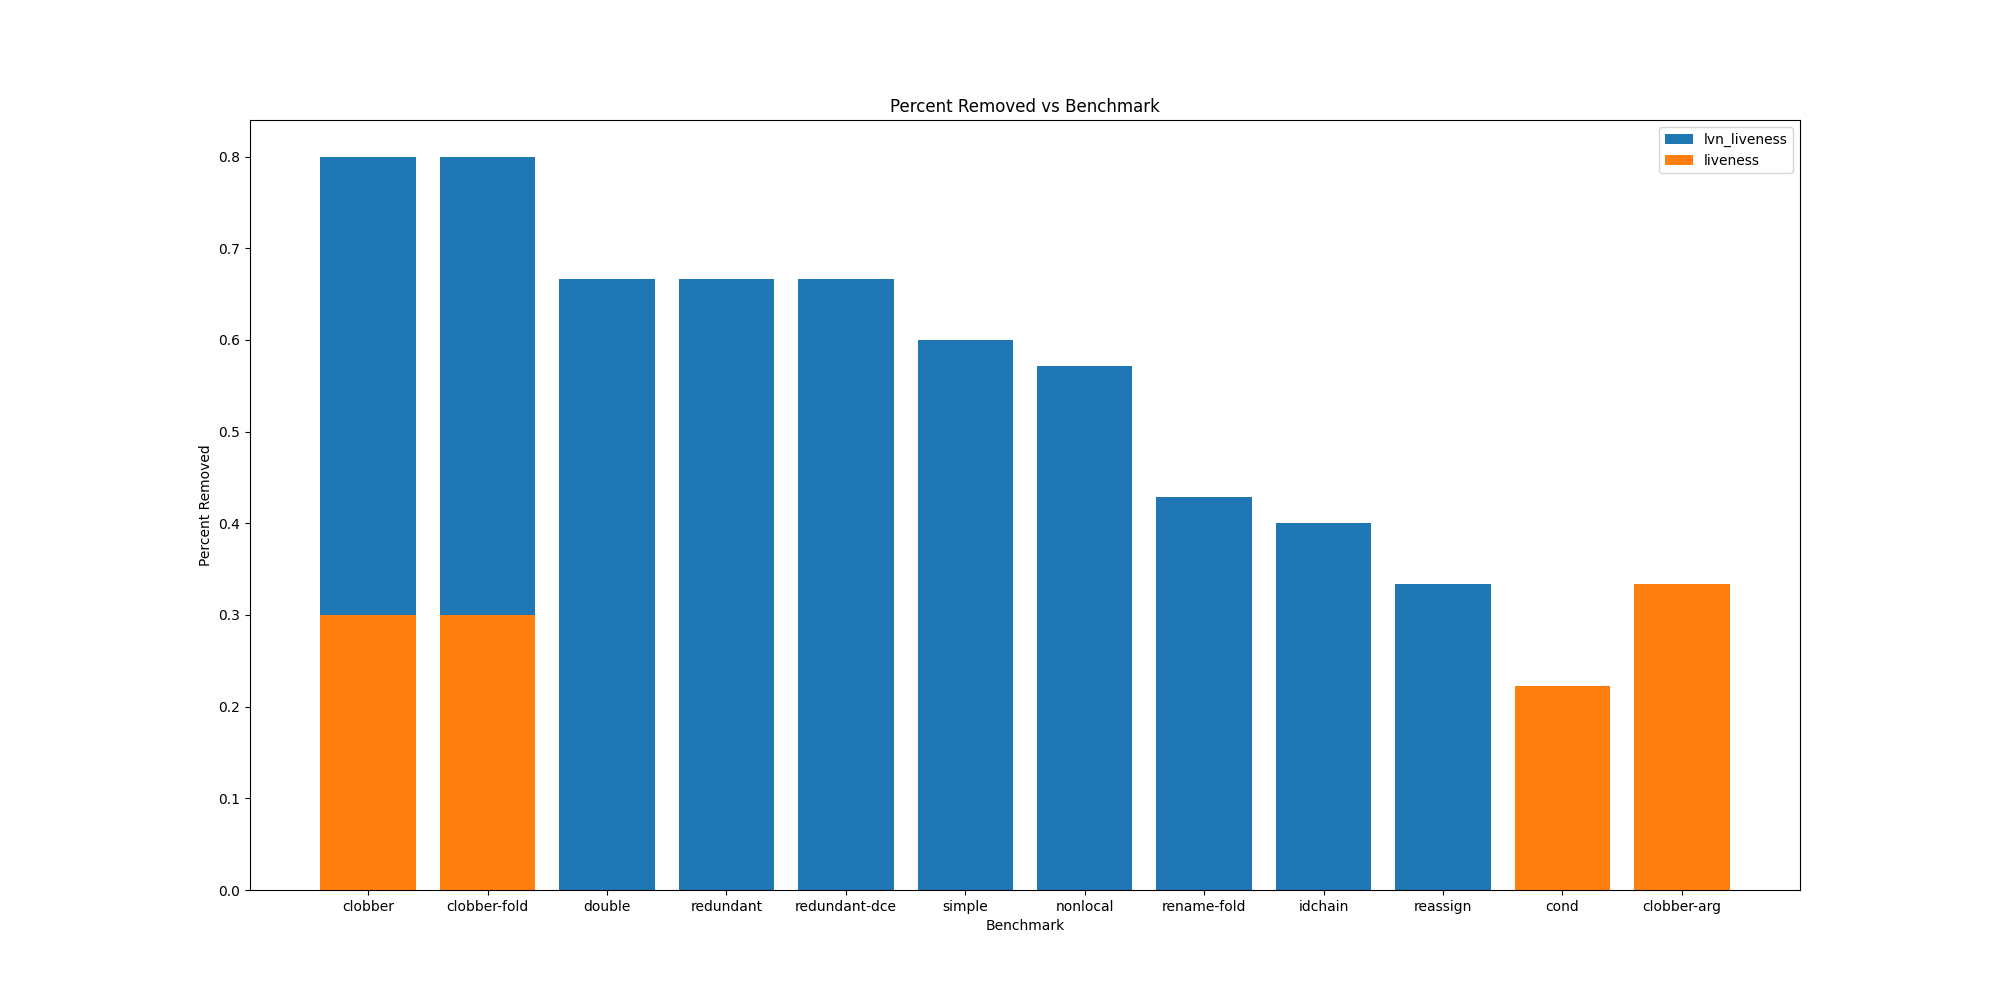 Percent Removed vs Benchmark
lvn_liveness
liveness
0.8
0.7
0.6
0.5
0.4
0.3
0.2
0.1
0.0
Percent Removed
clobber clobber-fold double redundant redundant-dce simple nonlocal rename-fold idchain reassign cond clobber-arg
Benchmark